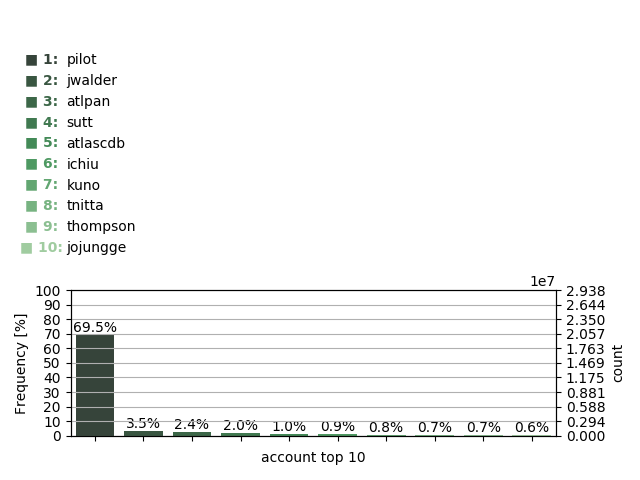 1: pilot
2: jwalder
3: atlpan
4: sutt
5: atlascdb
6: ichiu
7: kuno
8: tnitta
9: thompson
10: jojungge
1e7
100 2.938
90 2.644
80 2.350
70 2.057
60 1.763
50 1.469
40 1.175
30 0.881
20 0.588
10 0.294
0 0.000
Frequency [%]
count
69.5% 3.5% 2.4% 2.0% 1.0% 0.9% 0.8% 0.7% 0.7% 0.6%
account top 10